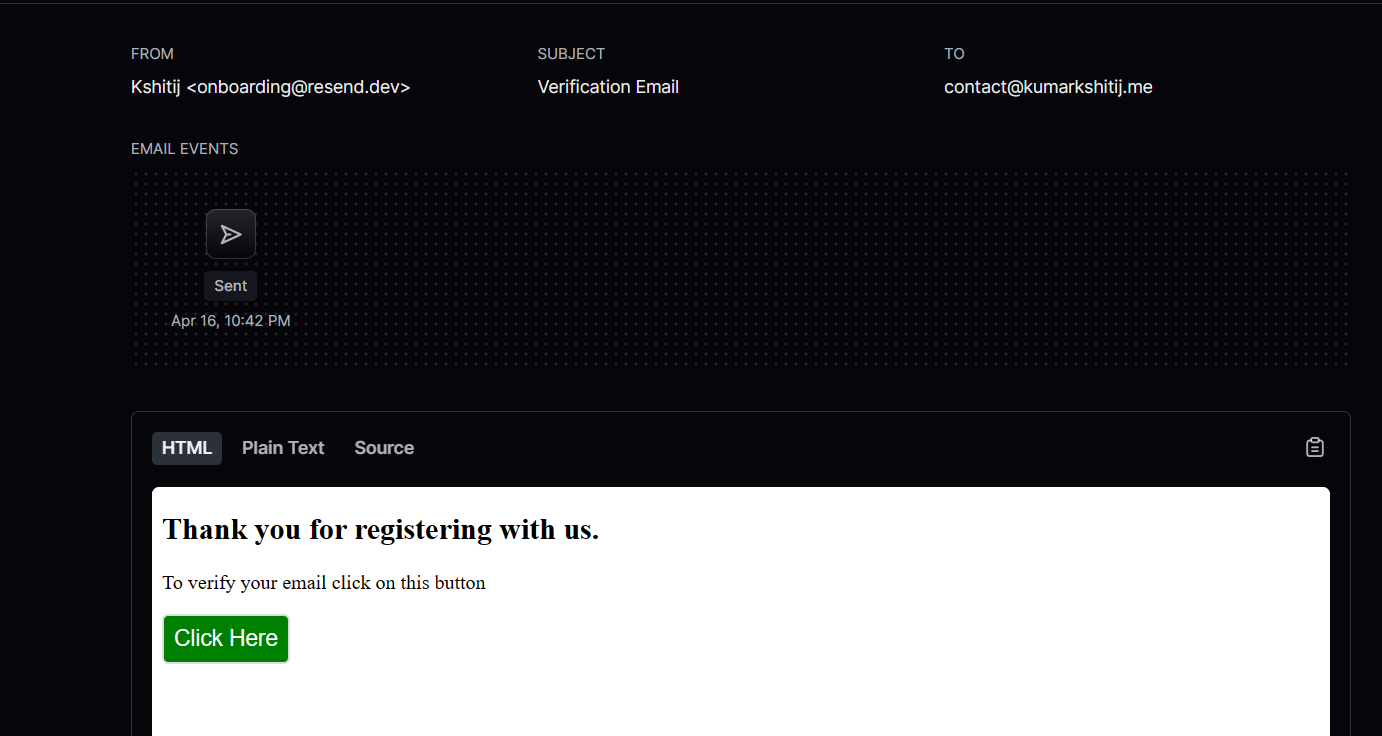 FROM
Kshitij <onboarding@resend.dev>
SUBJECT
Verification Email
TO
contact@kumarkshitij.me
EMAIL EVENTS
Sent
Apr 16, 10:42 PM
HTML Plain Text Source
Thank you for registering with us.
To verify your email click on this button
Click Here